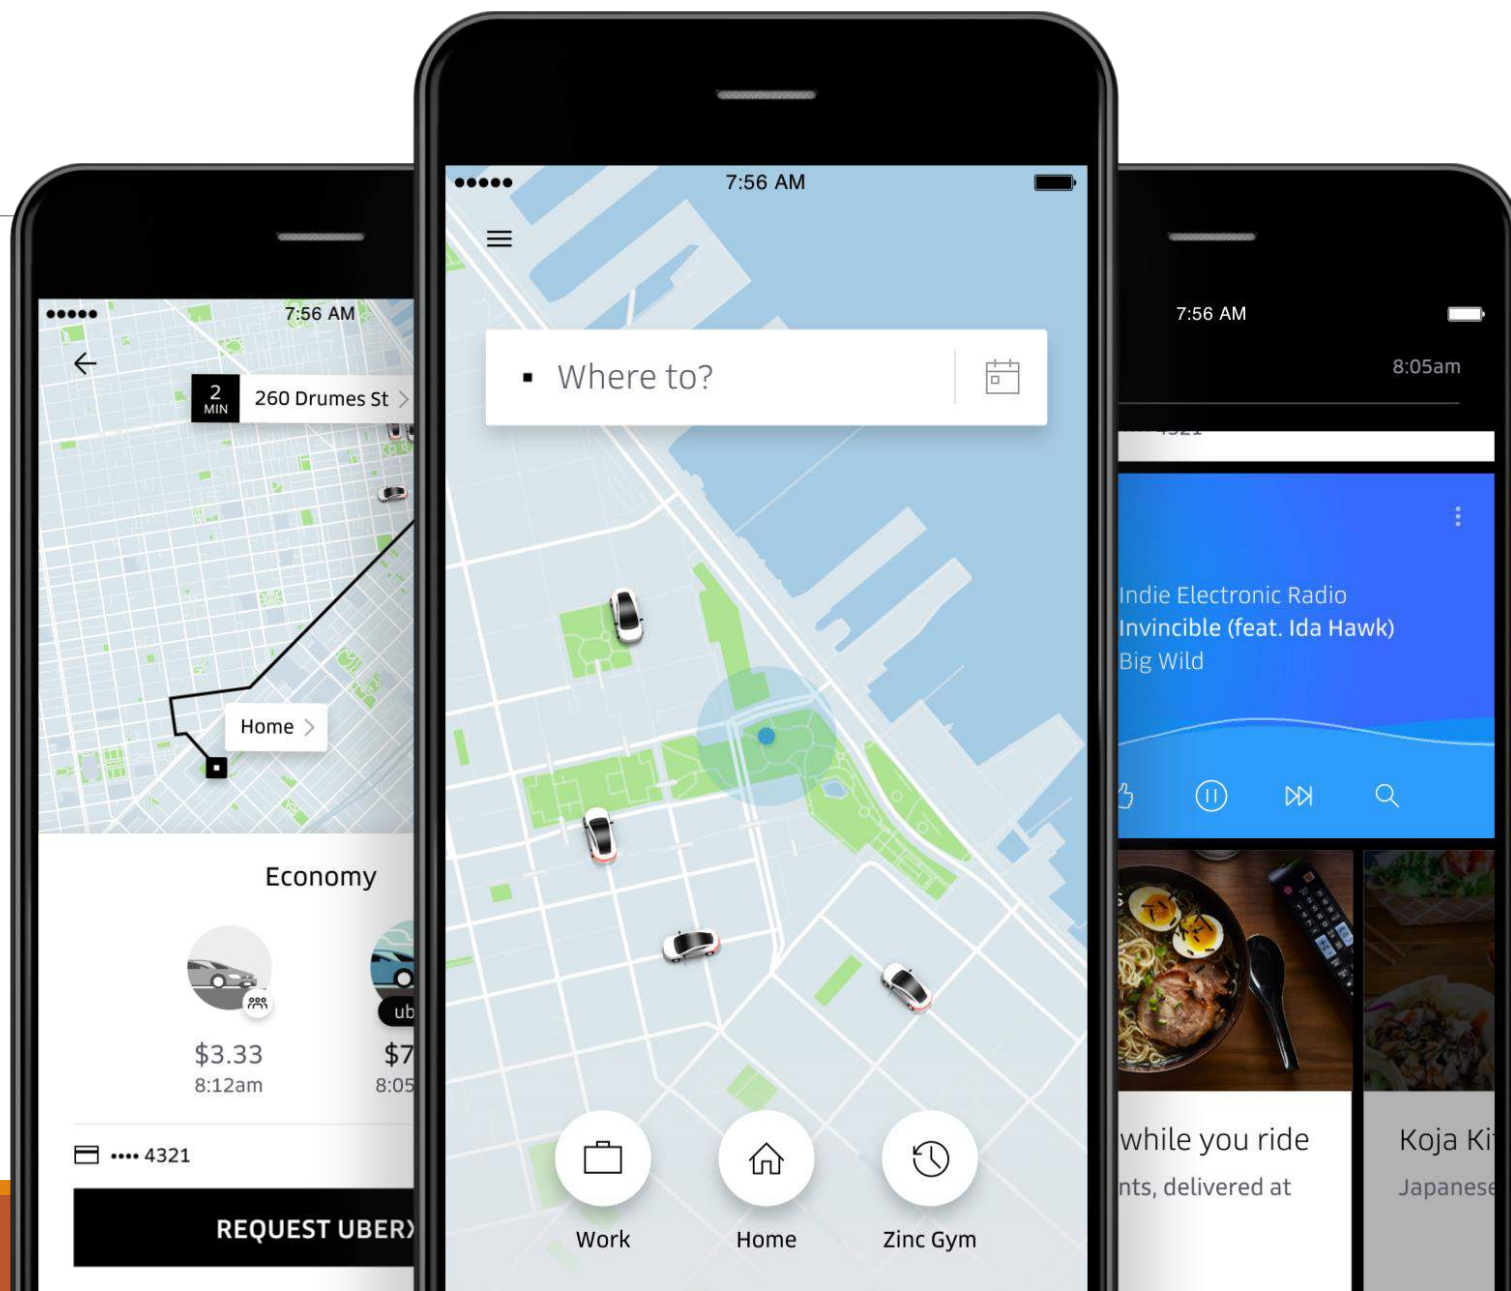 7:56 AM
2
MIN
260 Drumes St
Home
Economy
$3.33
8:12am
$7
8:05
•••• 4321
REQUEST UBERX
7:56 AM
Where to?
Work
Home
Zinc Gym
7:56 AM
8:05am
Indie Electronic Radio
Invincible (feat. Ida Hawk)
Big Wild
while you ride
delivered at
Koja
Japanese